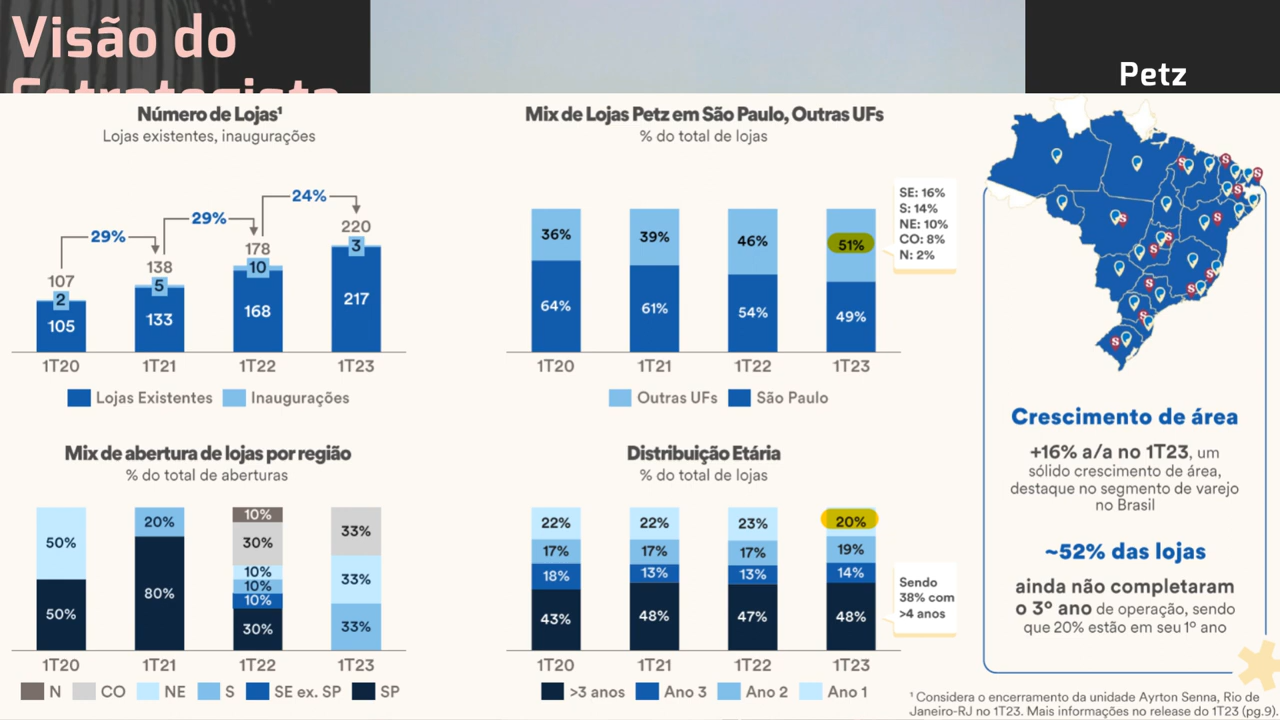 Visão do
Estrategista
Petz
Número de Lojas¹
Lojas existentes, inaugurações
29%
29%
24%
107
138
178
220
2
5
10
3
105
133
168
217
1T20
1T21
1T22
1T23
Lojas Existentes
Inaugurações
Mix de Lojas Petz em São Paulo, Outras UFs
% do total de lojas
36%
39%
46%
51%
64%
61%
54%
49%
1T20
1T21
1T22
1T23
Outras UFs
São Paulo
SE: 16%
S: 14%
NE: 10%
CO: 8%
N: 2%
Mix de abertura de lojas por região
% do total de aberturas
50%
50%
20%
80%
10%
30%
10%
10%
10%
30%
33%
33%
33%
1T20
1T21
1T22
1T23
N
CO
NE
S
SE ex. SP
SP
Distribuição Etária
% do total de lojas
22%
22%
23%
20%
17%
17%
17%
19%
18%
13%
13%
14%
43%
48%
47%
48%
1T20
1T21
1T22
1T23
>3 anos
Ano 3
Ano 2
Ano 1
Sendo
38% com
>4 anos
S
S
S
S
S
S
S
S
S
S
S
S
Crescimento de área
+16% a/a no 1T23, um
sólido crescimento de área,
destaque no segmento de varejo
no Brasil
~52% das lojas
ainda não completaram
o 3º ano de operação, sendo
que 20% estão em seu 1º ano
¹ Considera o encerramento da unidade Ayrton Senna, Rio de
Janeiro-RJ no 1T23. Mais informações no release do 1T23 (pg.9).